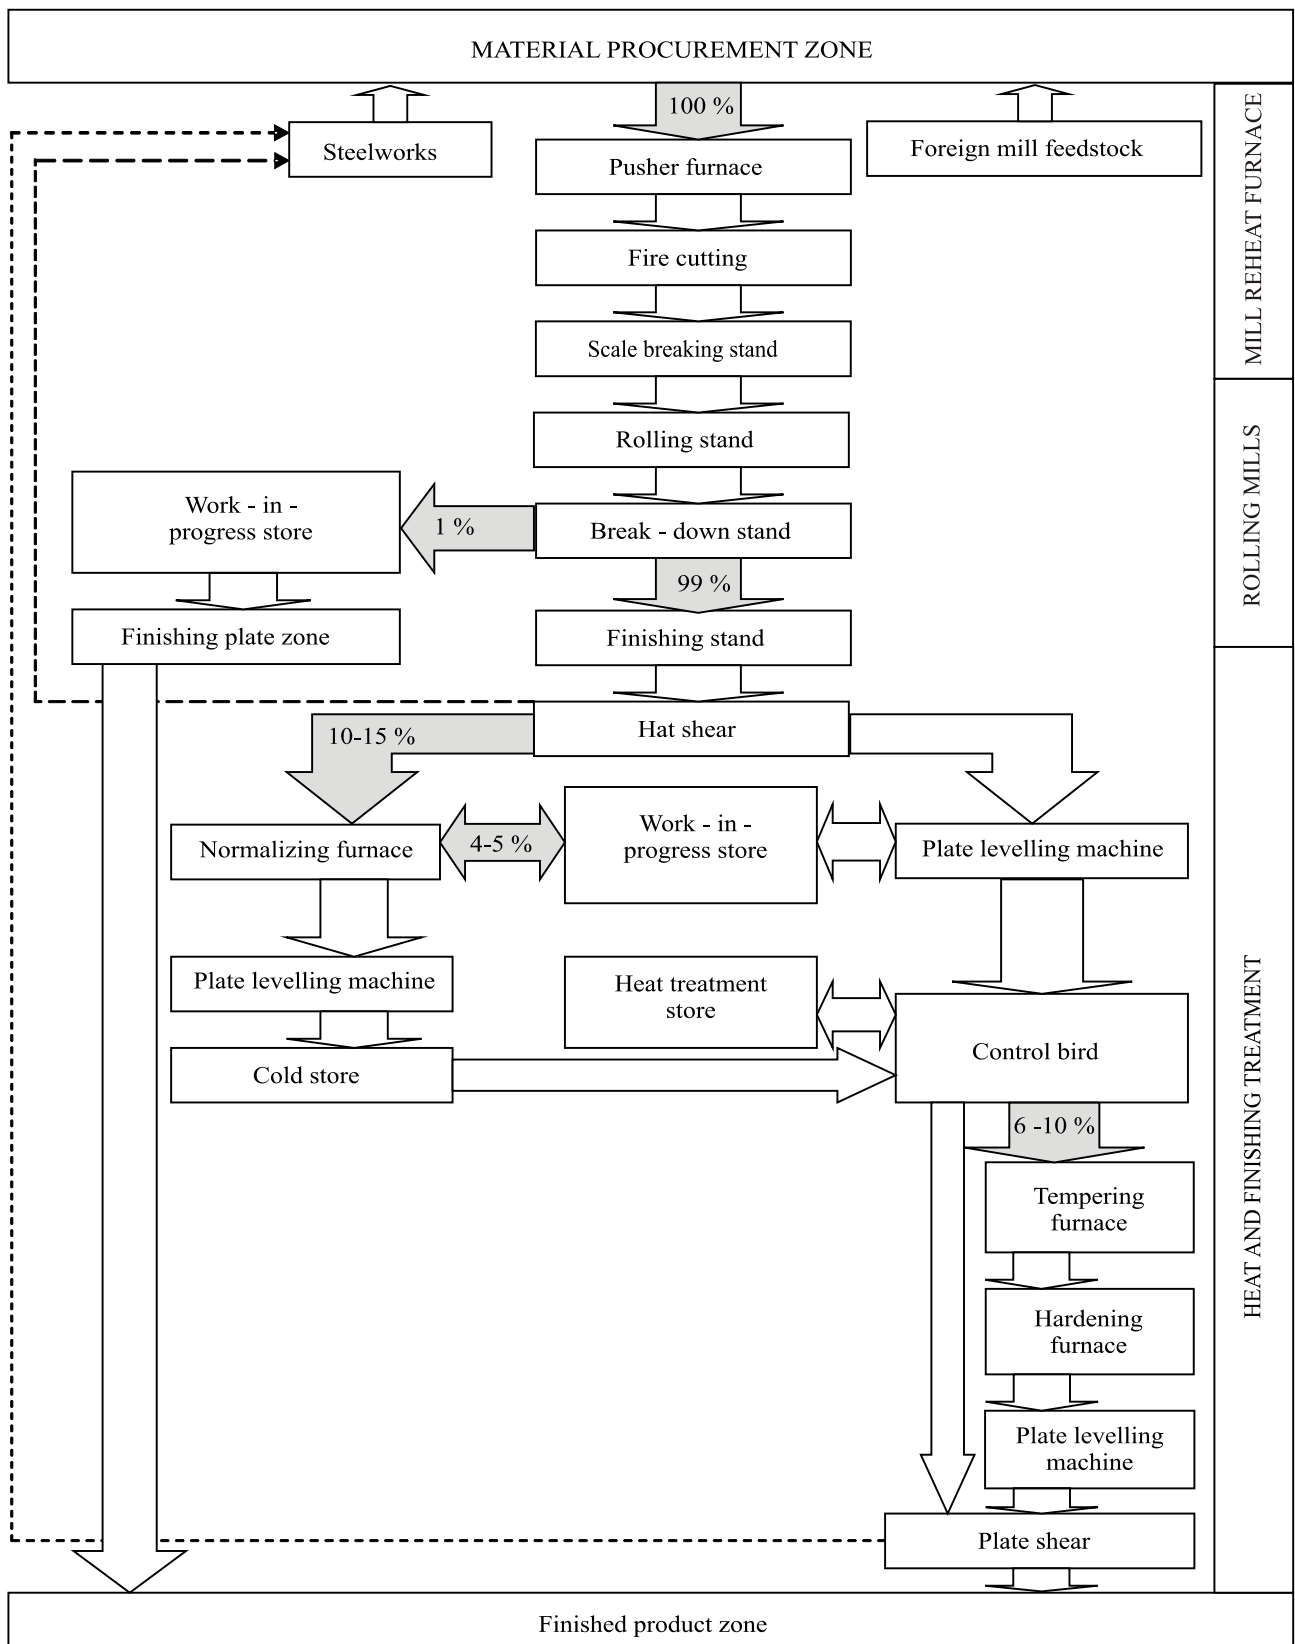 MATERIAL PROCUREMENT ZONE
100 %
Steelworks
Pusher furnace
Foreign mill feedstock
MILL REHEAT FURNACE
Fire cutting
Scale breaking stand
Rolling stand
ROLLING MILLS
Work - in -
progress store
1 %
Break - down stand
99 %
Finishing plate zone
Finishing stand
Hat shear
10-15 %
Normalizing furnace
4-5 %
Work - in -
progress store
Plate levelling machine
HEAT AND FINISHING TREATMENT
Plate levelling machine
Heat treatment
store
Control bird
Cold store
6 -10 %
Tempering
furnace
Hardening
furnace
Plate levelling
machine
Plate shear
Finished product zone